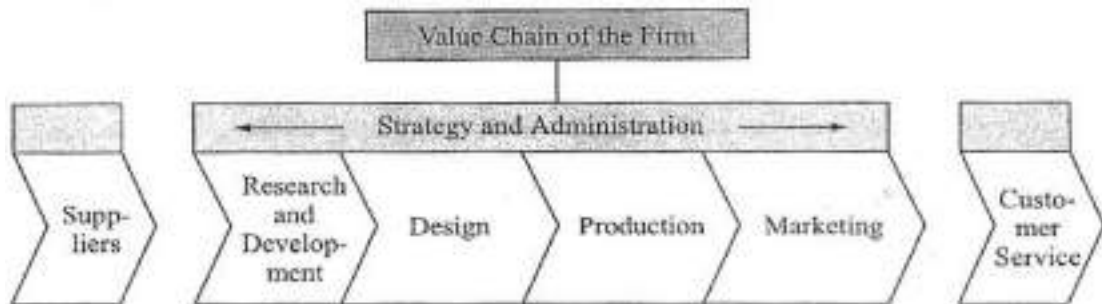 Value Chain of the Firm
Strategy and Administration
Supp-
liers
Research
and
Develop-
ment
Design
Production
Marketing
Custo-
mer
Service